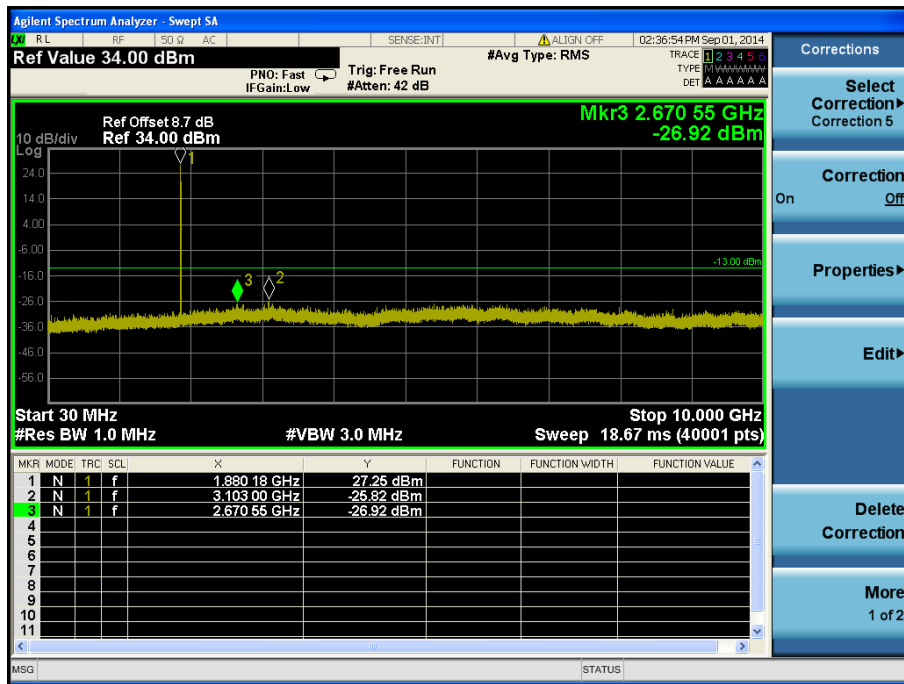 Agilent Spectrum Analyzer - Swept SA
LXI RL RF 50 Ω AC SENSE:INT ALIGN OFF 02:36:54 PM Sep 01, 2014
Ref Value 34.00 dBm
PNO: Fast
IFGain:Low
Trig: Free Run
#Atten: 42 dB
#Avg Type: RMS
TRACE 1 2 3 4 5 6
TYPE M
DET A A A A A A
Mkr3 2.670 55 GHz
-26.92 dBm
Ref Offset 8.7 dB
10 dB/div Ref 34.00 dBm
Log
24.0
14.0
4.00
-6.00
-16.0
-26.0
-36.0
-46.0
-56.0
1
3
2
-13.00 dBm
Start 30 MHz Stop 10.000 GHz
#Res BW 1.0 MHz #VBW 3.0 MHz Sweep 18.67 ms (40001 pts)
MKR MODE TRC SCL X Y FUNCTION FUNCTION WIDTH FUNCTION VALUE
1 N 1 f 1.880 18 GHz 27.25 dBm
2 N 1 f 3.103 00 GHz -25.82 dBm
3 N 1 f 2.670 55 GHz -26.92 dBm
4
5
6
7
8
9
10
11
MSG STATUS
Corrections
Select
Correction
Correction 5
Correction
On Off
Properties
Edit
Delete
Correction
More
1 of 2